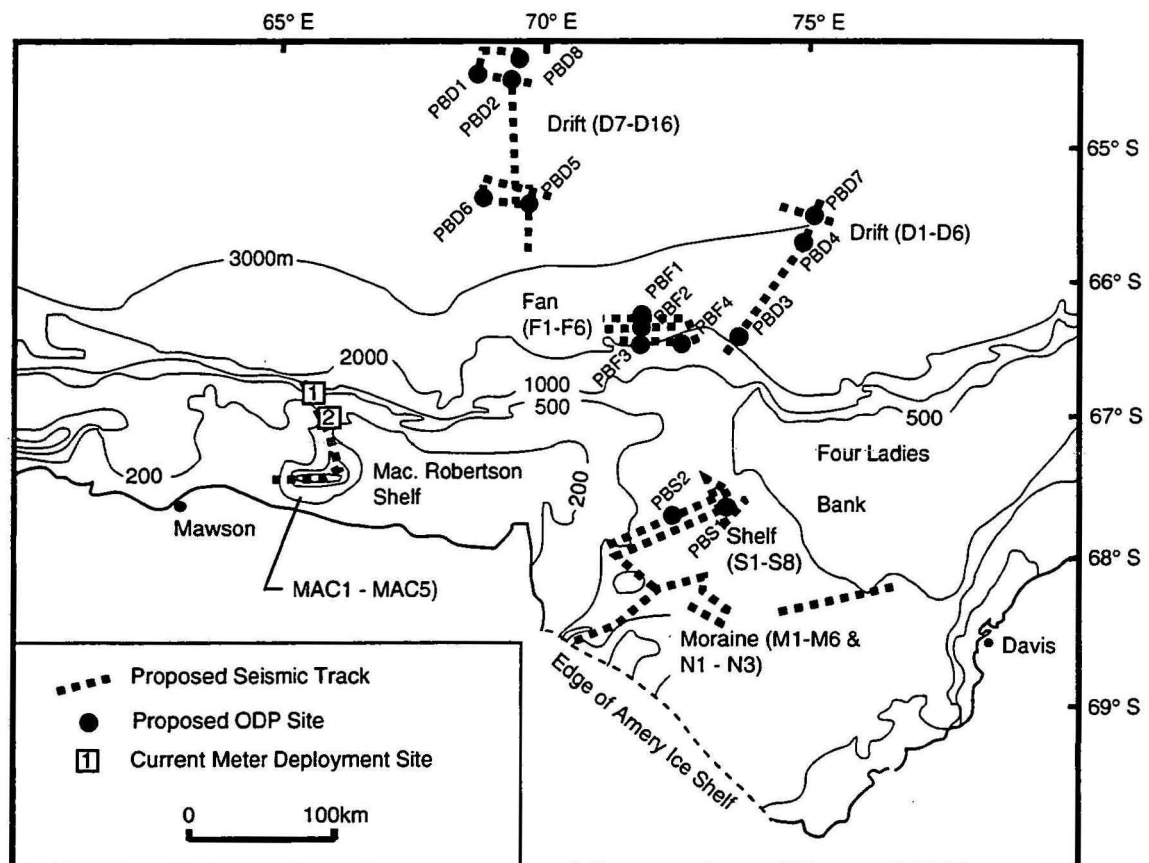 65° E
70° E
75° E
PBD8
PBD1
PBD2
Drift (D7-D16)
65° S
PBD5
PBD6
PBD7
Drift (D1-D6)
PBD4
3000m
66° S
PBF1
PBF2
PBF4
PBD3
Fan
(F1-F6)
PBF3
2000
1000
500
500
1
2
67° S
200
Mac. Robertson
Shelf
200
Four Ladies
Bank
PBS2
PBS1
Shelf
(S1-S8)
Mawson
68° S
MAC1 - MAC5)
Moraine (M1-M6 &
N1 - N3)
Davis
Edge of Amery Ice Shelf
69° S
Proposed Seismic Track
Proposed ODP Site
1
Current Meter Deployment Site
0
100km